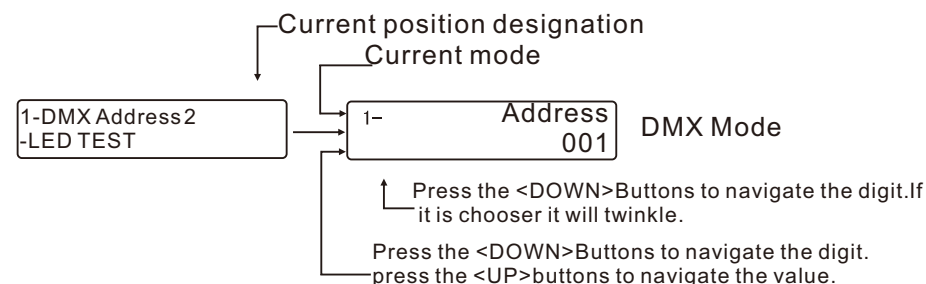 Current position designation
Current mode
1-DMX Address2
-LED TEST
1- Address
001
DMX Mode
Press the <DOWN>Buttons to navigate the digit.If
it is chooser it will twinkle.
Press the <DOWN>Buttons to navigate the digit.
press the <UP>buttons to navigate the value.